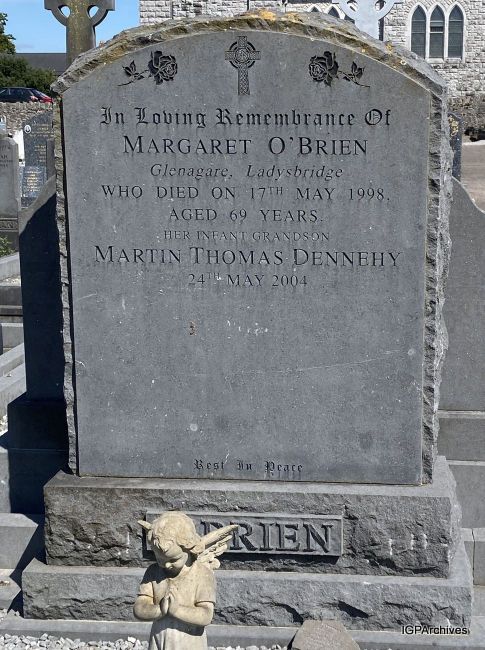 In Loving Remembrance Of
MARGARET O'BRIEN
Glenagare, Ladysbridge
WHO DIED ON 17TH MAY 1998,
AGED 69 YEARS.
HER INFANT GRANDSON
MARTIN THOMAS DENNEHY
24TH MAY 2004
Rest In Peace
BRIEN
IGPArchives